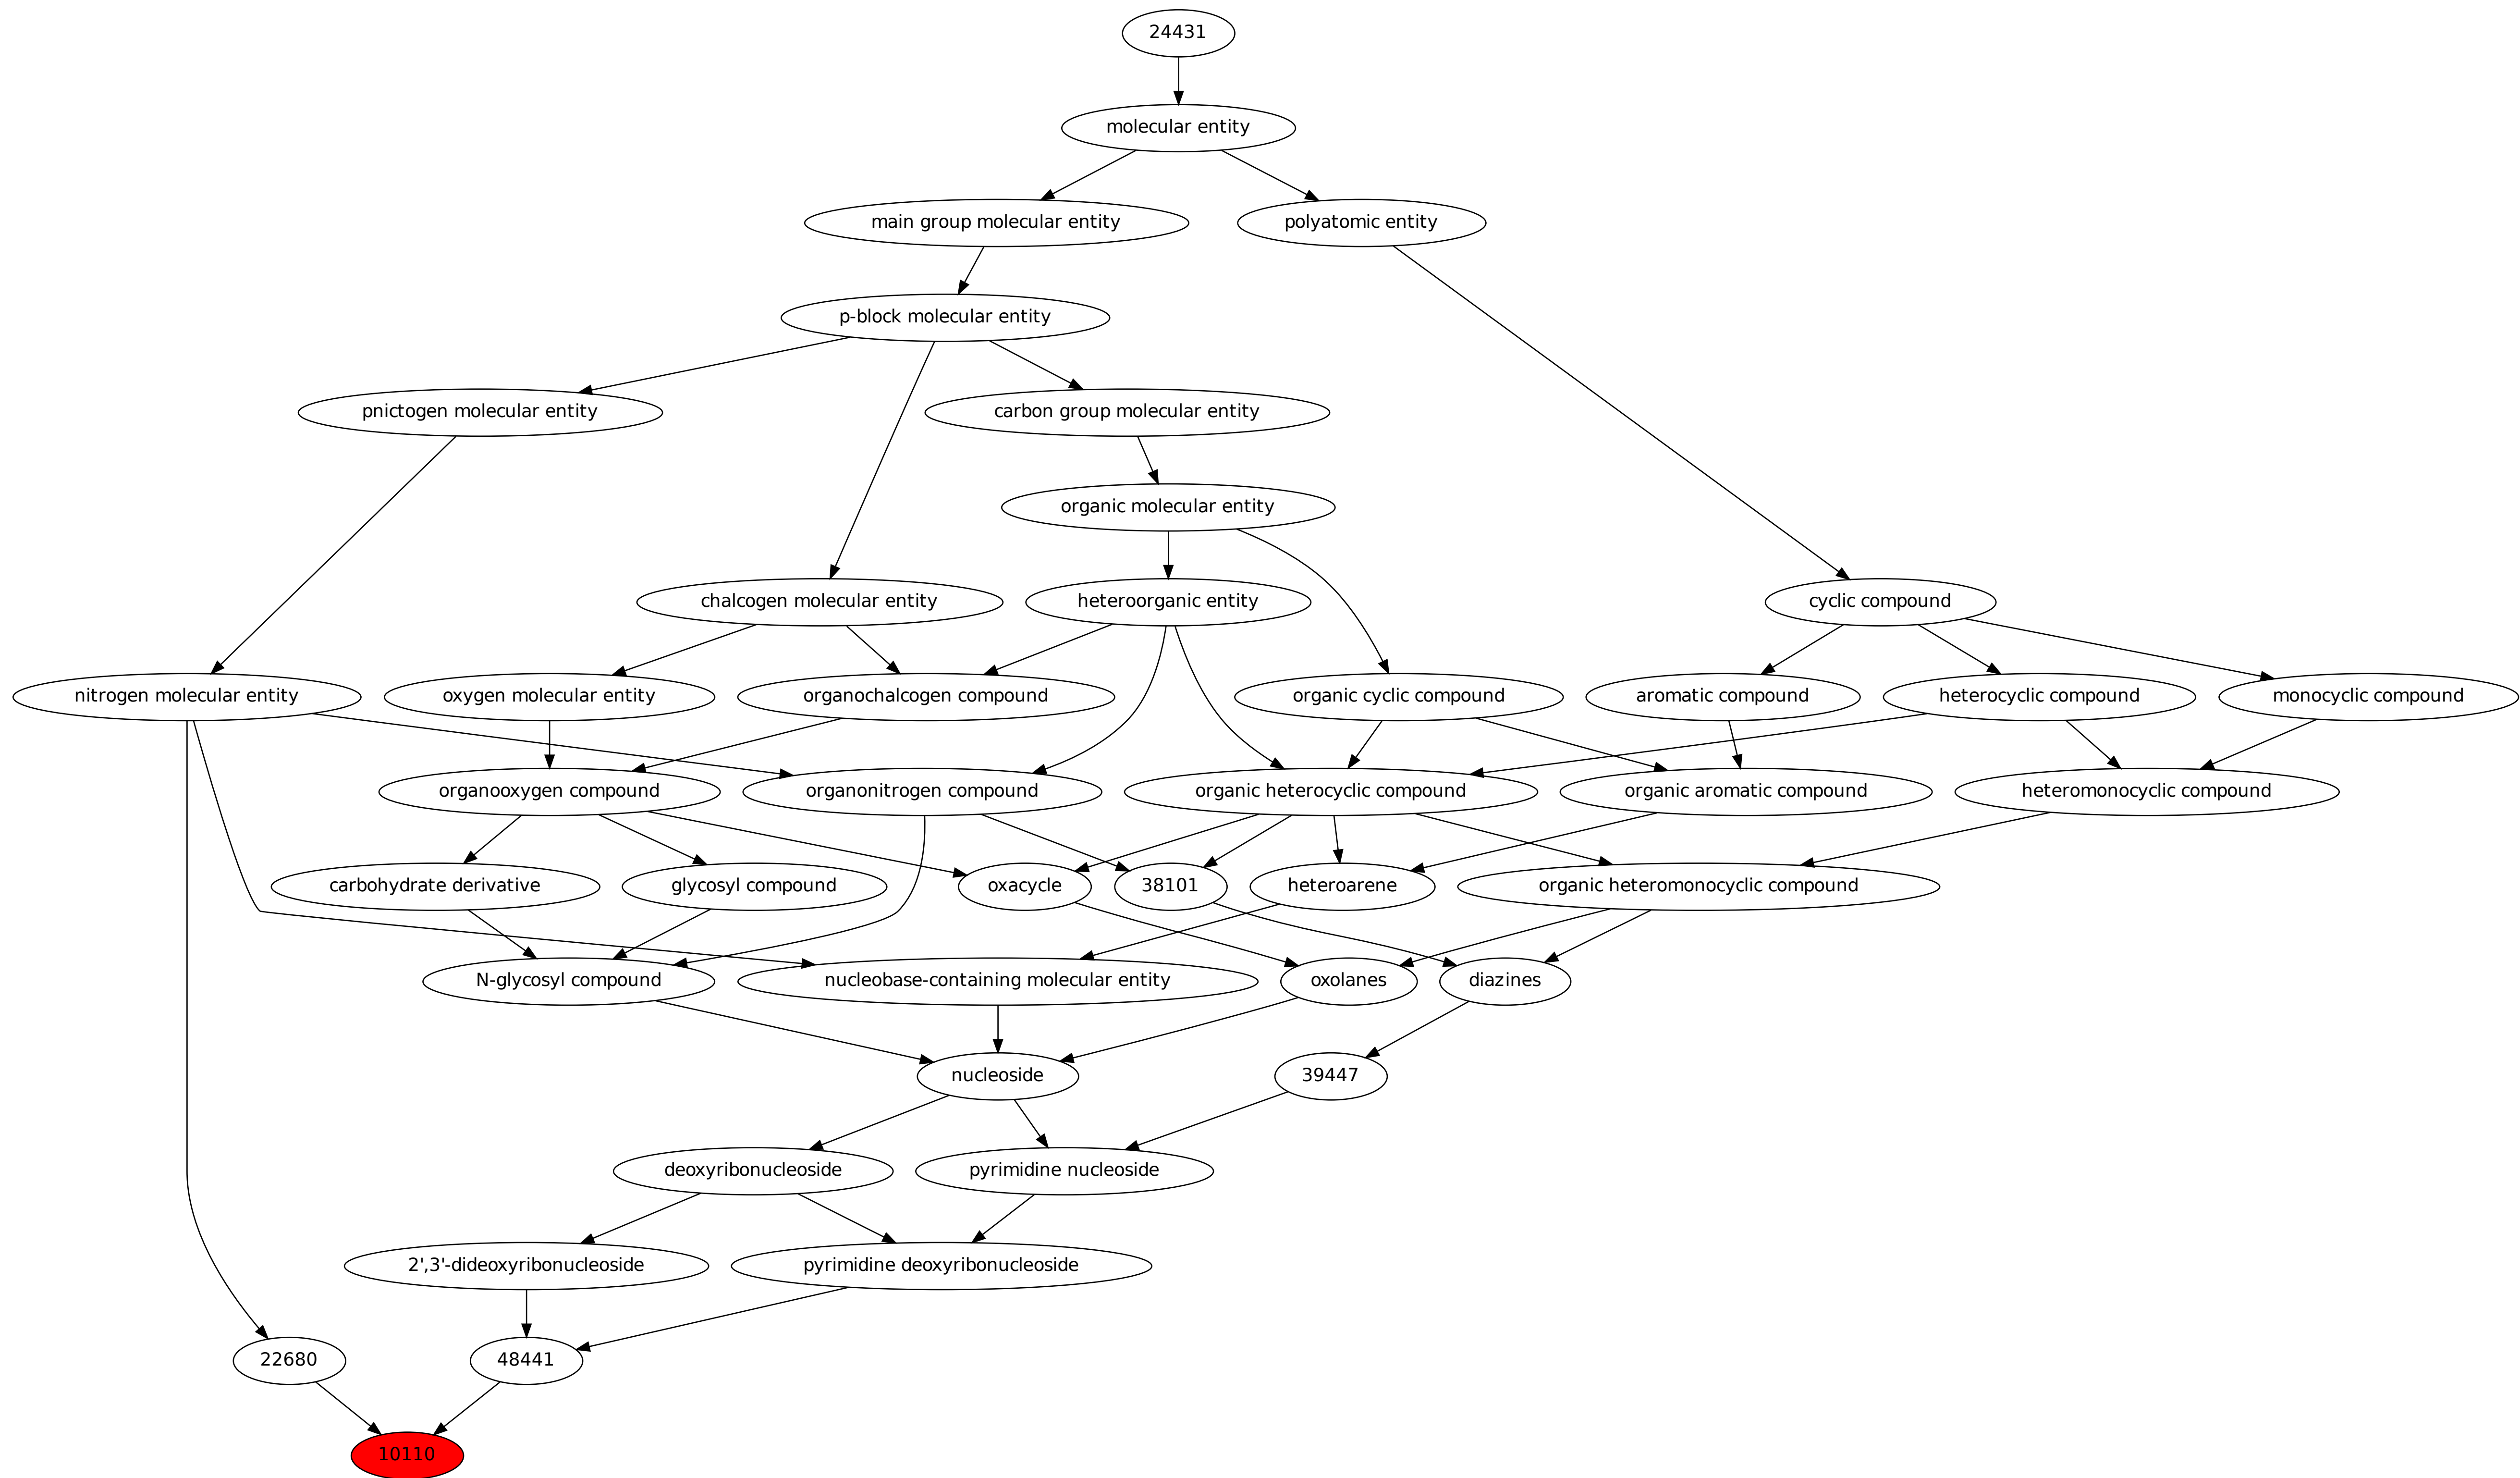 24431
molecular entity
main group molecular entity
polyatomic entity
p-block molecular entity
pnictogen molecular entity
carbon group molecular entity
organic molecular entity
chalcogen molecular entity
heteroorganic entity
cyclic compound
nitrogen molecular entity
oxygen molecular entity
organochalcogen compound
organic cyclic compound
aromatic compound
heterocyclic compound
monocyclic compound
organooxygen compound
organonitrogen compound
organic heterocyclic compound
organic aromatic compound
heteromonocyclic compound
carbohydrate derivative
glycosyl compound
oxacycle
38101
heteroarene
organic heteromonocyclic compound
N-glycosyl compound
nucleobase-containing molecular entity
oxolanes
diazines
nucleoside
39447
deoxyribonucleoside
pyrimidine nucleoside
2',3'-dideoxyribonucleoside
pyrimidine deoxyribonucleoside
22680
48441
10110